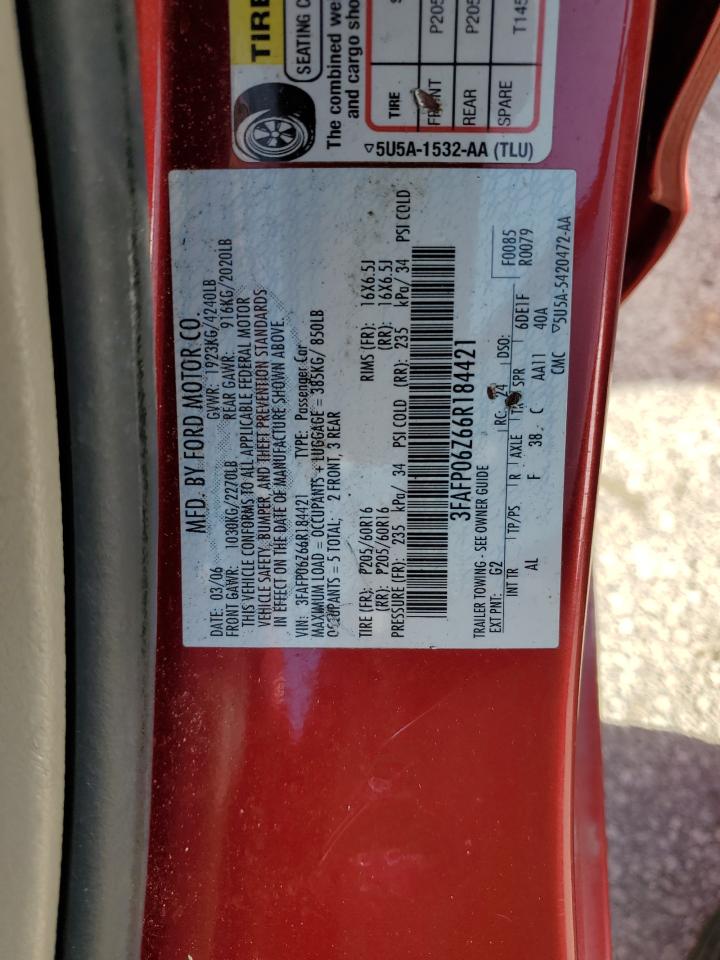 TIRE
SEATING C
The combined we
and cargo sho
TIRE
FRONT P205
REAR P205
SPARE T145
▽5U5A-1532-AA (TLU)
MFD. BY FORD MOTOR CO.
DATE: 03/06 GVWR: 1923KG/4240LB
FRONT GAWR: 1030KG/2270LB REAR GAWR: 916KG/2020LB
THIS VEHICLE CONFORMS TO ALL APPLICABLE FEDERAL MOTOR
VEHICLE SAFETY, BUMPER, AND THEFT PREVENTION STANDARDS
IN EFFECT ON THE DATE OF MANUFACTURE SHOWN ABOVE.
VIN: 3FAFP06Z66R184421 TYPE: Passenger Car
MAXIMUM LOAD = OCCUPANTS + LUGGAGE = 385KG/ 850LB
OCCUPANTS = 5 TOTAL; 2 FRONT, 3 REAR
TIRE (FR): P205/60R16 RIMS (FR): 16X6.5J
(RR): P205/60R16 (RR): 16X6.5J
PRESSURE (FR): 235 kPa/ 34 PSI COLD (RR): 235 kPa/ 34 PSI COLD
3FAFP06Z66R184421
TRAILER TOWING - SEE OWNER GUIDE
F0085
EXT PNT: G2 RC: 24 DSO: R0079
INT TR TP/PS R AXLE TR SPR 6DE1F
AL F 38. C AA11 40A
CMC ▽5U5A-5420472-AA